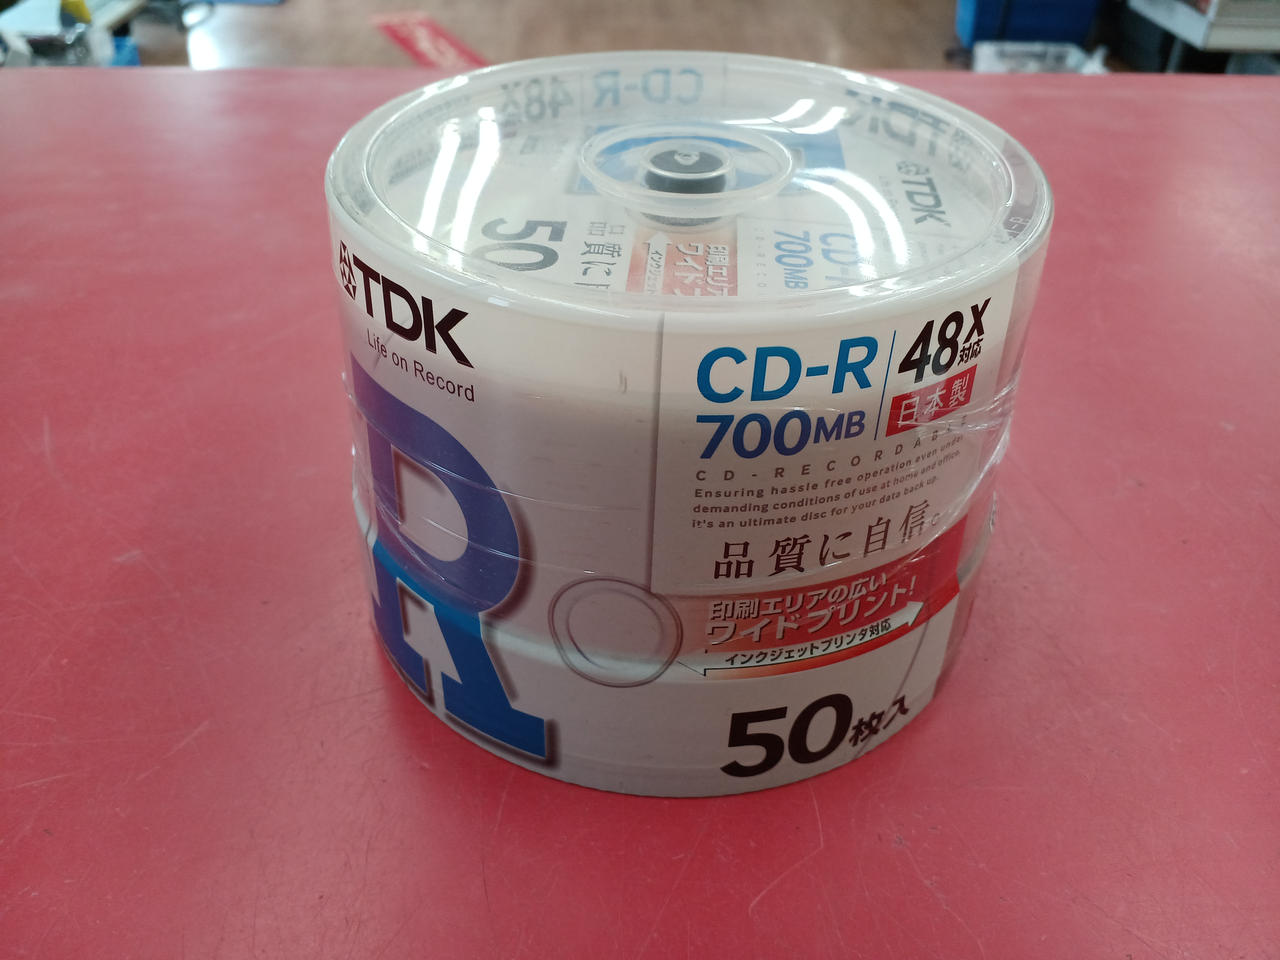 TDK
Life on Record
R
CD-R
700MB
48X
対応
日本製
CD-RECORDABLE
Ensuring hassle free operation even under
demanding conditions of use at home and office.
it's an ultimate disc for your data back up.
品質に自信。
印刷エリアの広い
ワイドプリント!
インクジェットプリンタ対応
50枚入